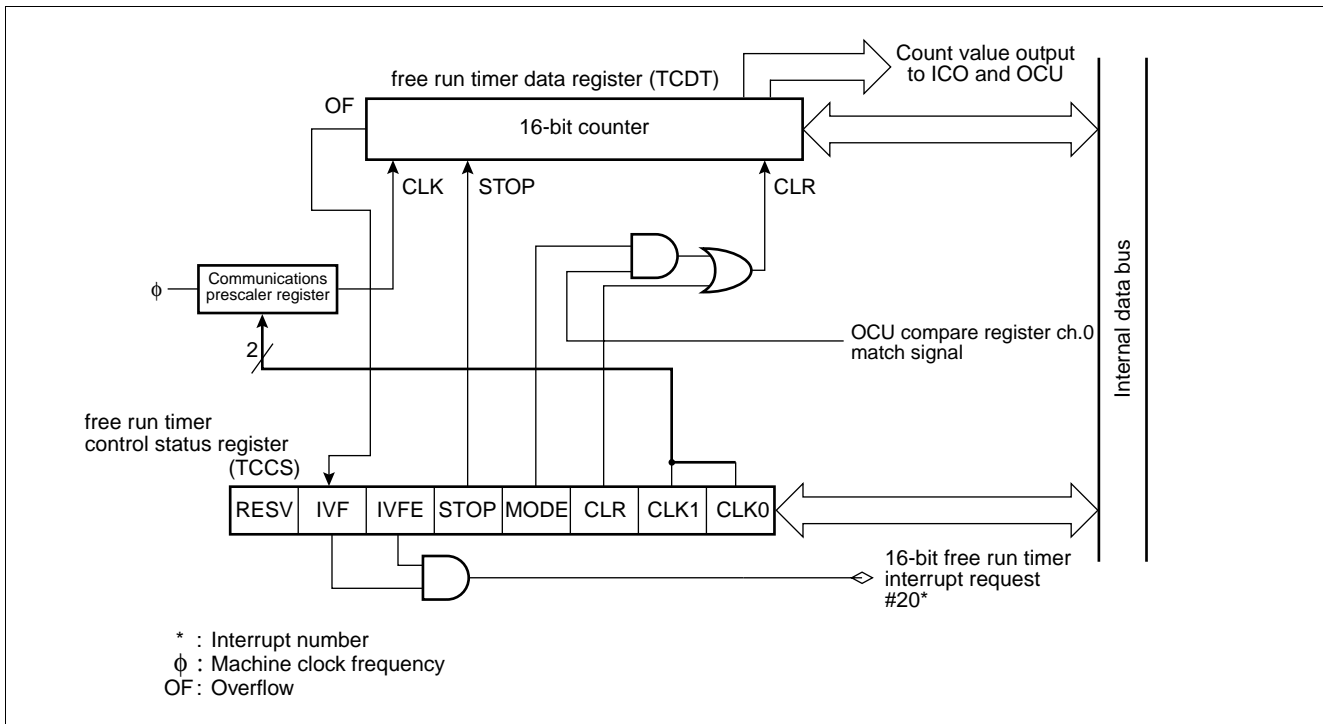 Count value output
to ICO and OCU
free run timer data register (TCDT)
OF
16-bit counter
CLK
STOP
CLR
Communications
prescaler register
ϕ
2
OCU compare register ch.0
match signal
Internal data bus
free run timer
control status register
(TCCS)
RESV IVF IVFE STOP MODE CLR CLK1 CLK0
16-bit free run timer
interrupt request
#20*
* : Interrupt number
ϕ : Machine clock frequency
OF : Overflow